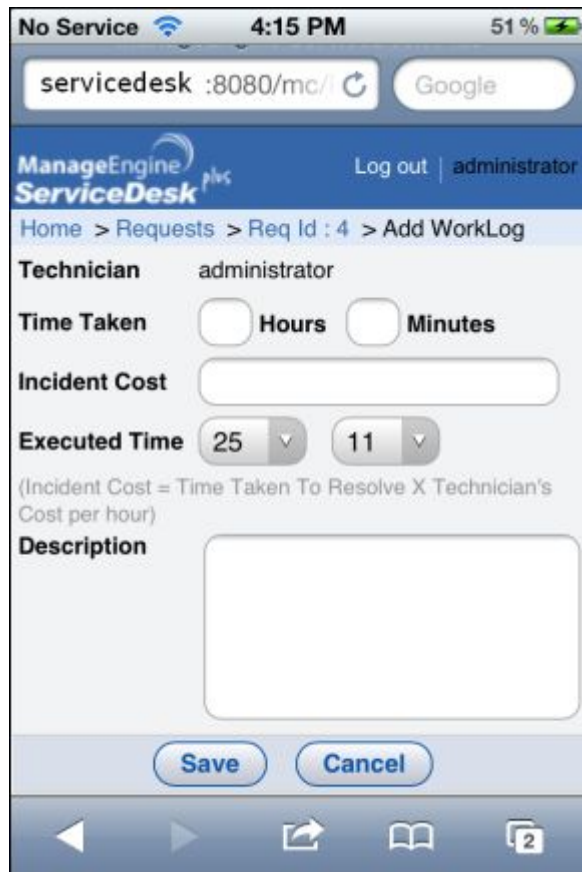 No Service 4:15 PM 51 %
servicedesk :8080/mc/ Google
ManageEngine
ServiceDesk plus Log out | administrator
Home > Requests > Req Id : 4 > Add WorkLog
Technician administrator
Time Taken Hours Minutes
Incident Cost
Executed Time 25 11
(Incident Cost = Time Taken To Resolve X Technician's
Cost per hour)
Description
Save Cancel
2